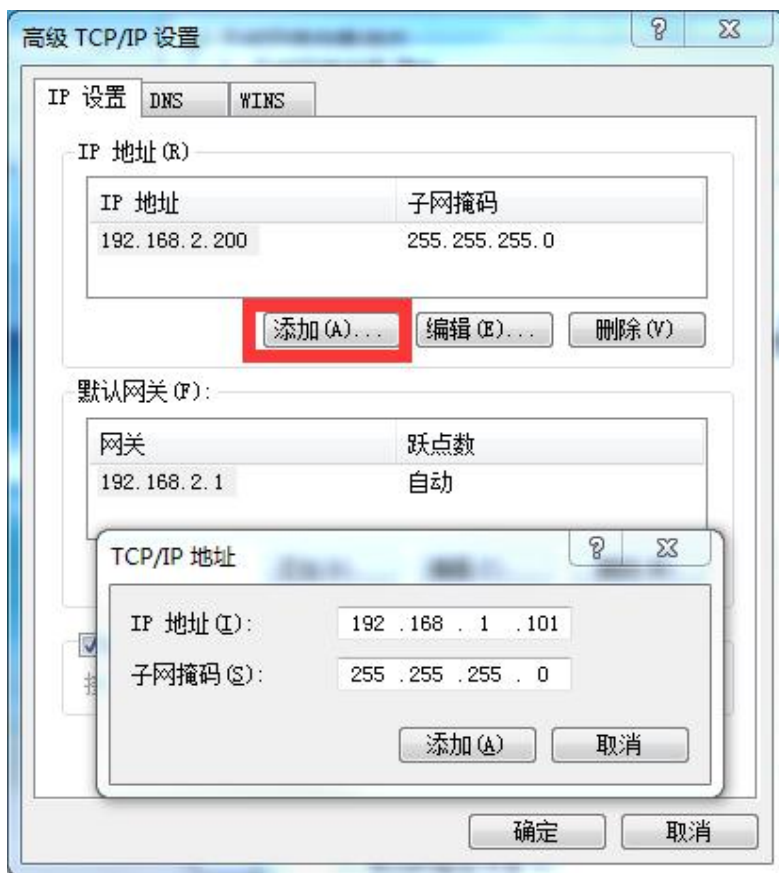 高级 TCP/IP 设置
IP 设置 DNS WINS
IP 地址(R)
IP 地址 子网掩码
192.168.2.200 255.255.255.0
添加(A)... 编辑(E)... 删除(V)
默认网关(F):
网关 跃点数
192.168.2.1 自动
TCP/IP 地址
IP 地址(I): 192 .168 . 1 .101
子网掩码(S): 255 .255 .255 . 0
添加(A) 取消
确定 取消